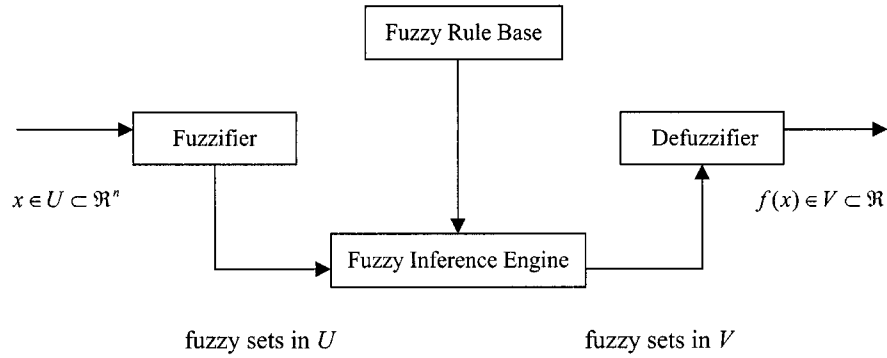 Fuzzy Rule Base
Fuzzifier
Defuzzifier
x ∈ U ⊂ ℜⁿ
f(x) ∈ V ⊂ ℜ
Fuzzy Inference Engine
fuzzy sets in U
fuzzy sets in V